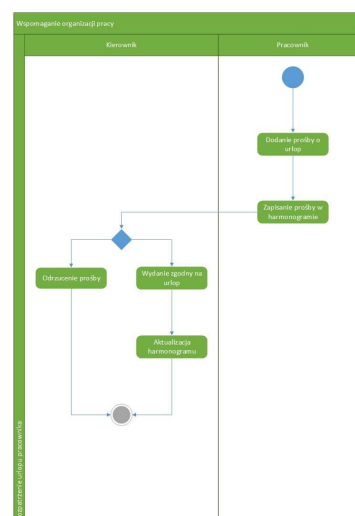 Wspomaganie organizacji pracy
Kierownik
Pracownik
Dodanie prośby o
urlop
Zapisanie prośby w
harmonogramie
Odrzucenie prośby
Wydanie zgodny na
urlop
Aktualizacja
harmonogramu
urlopu pracownika